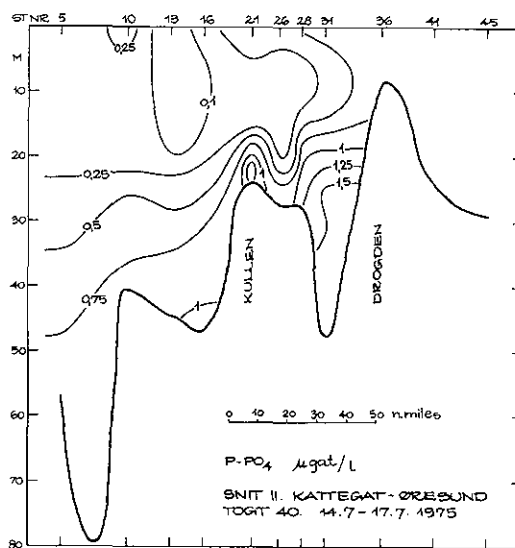 ST NR. 5 10 13 16 21 26 28 31 36 41 45
M
0,25
0,1
10
20
1
0,25
1
1,25
1,5
30
0,5
KULLEN
DROGDEN
40
0,75
1
50
60
0 10 20 30 40 50 n.miles
P-PO4 µgat/L
70
SNIT II. KATTEGAT-ØRESUND
TOGT 40. 14.7-17.7. 1975
80